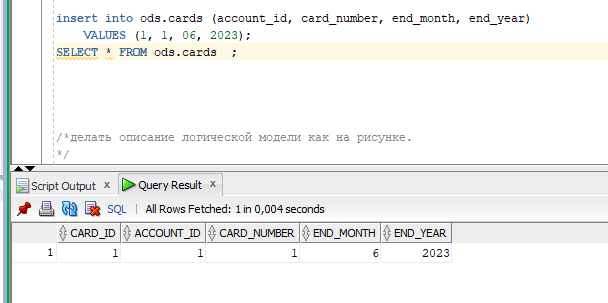 insert into ods.cards (account_id, card_number, end_month, end_year)
VALUES (1, 1, 06, 2023);
SELECT * FROM ods.cards ;
/*делать описание логической модели как на рисунке.
*/
Script Output x Query Result x
SQL | All Rows Fetched: 1 in 0,004 seconds
CARD_ID ACCOUNT_ID CARD_NUMBER END_MONTH END_YEAR
1 1 1 1 6 2023